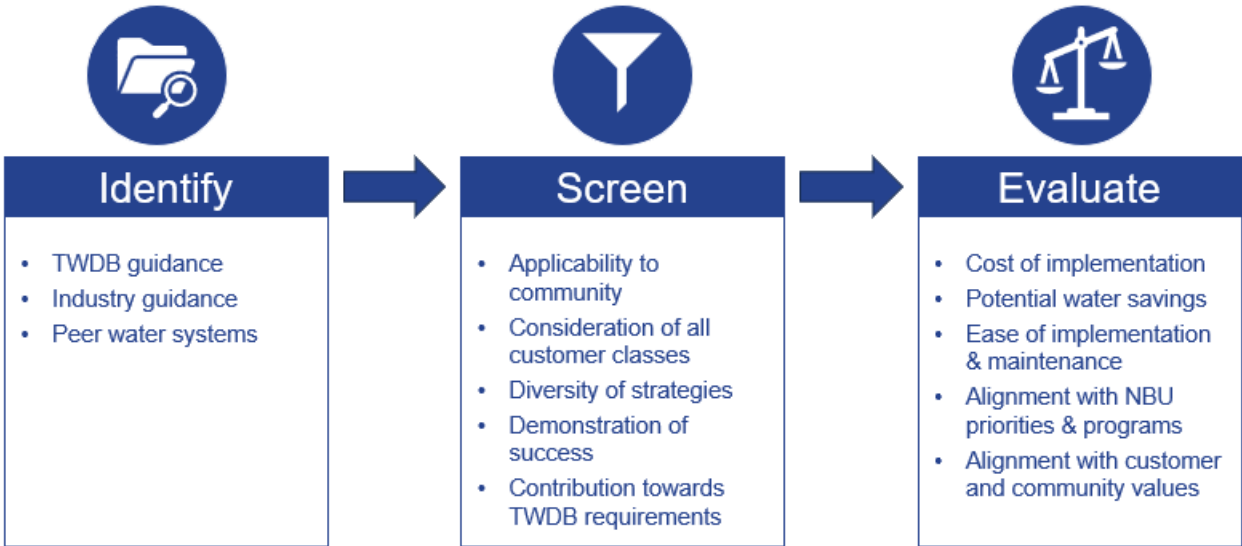 Identify
• TWDB guidance
• Industry guidance
• Peer water systems
Screen
• Applicability to
community
• Consideration of all
customer classes
• Diversity of strategies
• Demonstration of
success
• Contribution towards
TWDB requirements
Evaluate
• Cost of implementation
• Potential water savings
• Ease of implementation
& maintenance
• Alignment with NBU
priorities & programs
• Alignment with customer
and community values